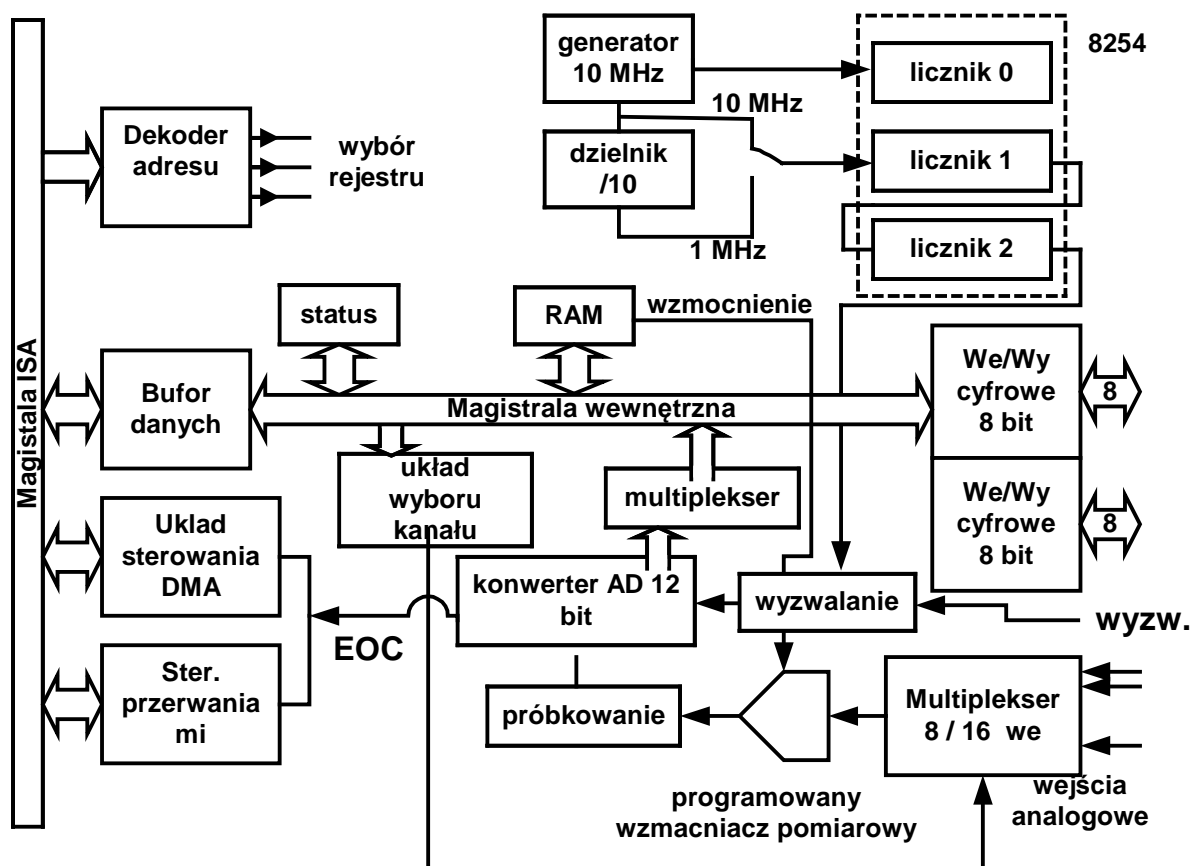 generator
10 MHz
8254
licznik 0
10 MHz
Dekoder
adresu
wybór
rejestru
dzielnik
/10
licznik 1
1 MHz
licznik 2
status
RAM
wzmocnienie
Magistala ISA
Bufor
danych
Magistrala wewnętrzna
We/Wy
cyfrowe
8 bit
8
układ
wyboru
kanału
multiplekser
We/Wy
cyfrowe
8 bit
8
Uklad
sterowania
DMA
konwerter AD 12
bit
wyzwalanie
wyzw.
EOC
Ster.
przerwania
mi
próbkowanie
Multiplekser
8 / 16 we
programowany
wzmacniacz pomiarowy
wejścia
analogowe